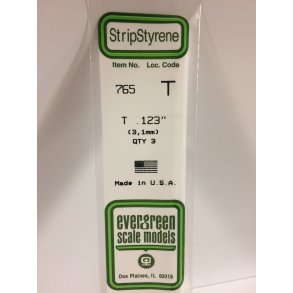 StripStyrene
Item No. Loc. Code
765 T
T .123"
(3,1mm)
QTY 3
Made in U.S.A.
evergreen
scale models
Des Plaines, IL 60018